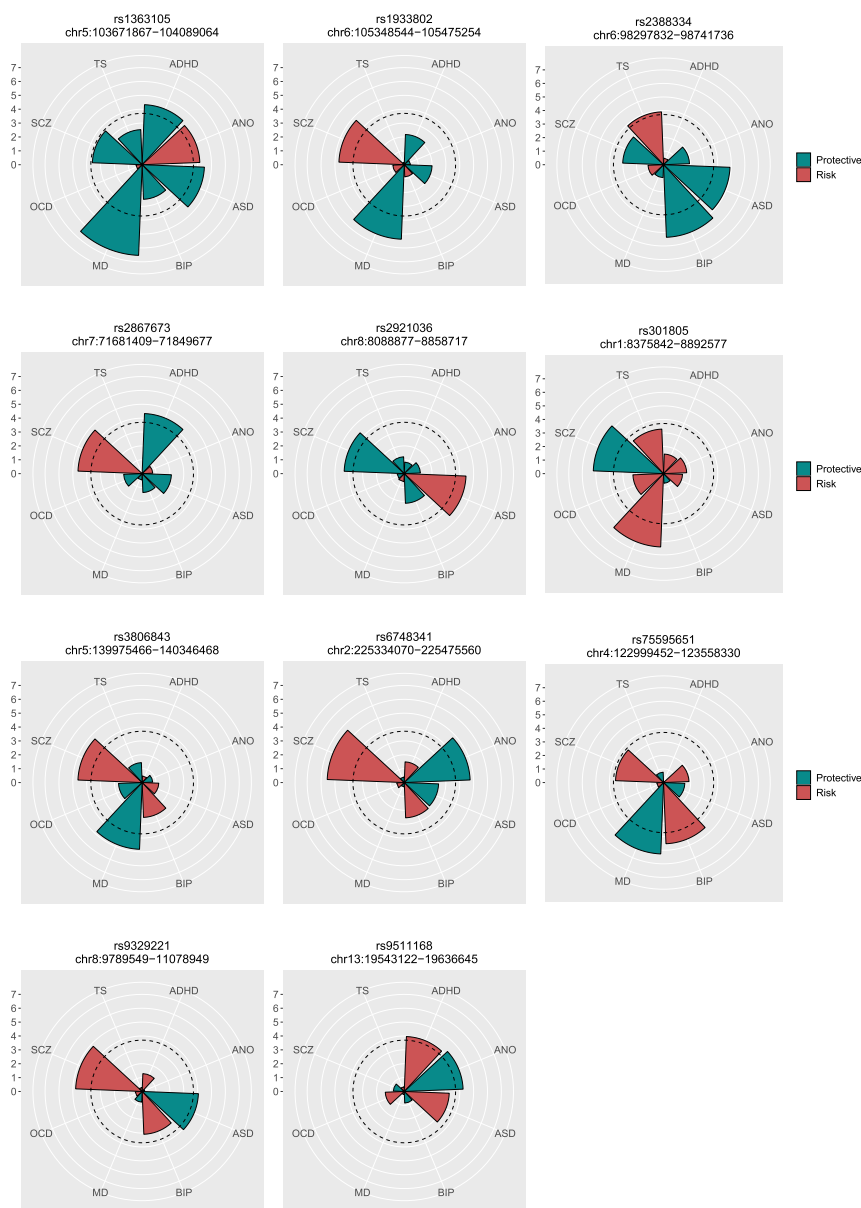 rs1363105
chr5:103671867−104089064
TS
ADHD
SCZ
ANO
OCD
ASD
MD
BIP
7
6
5
4
3
2
1
0
rs1933802
chr6:105348544−105475254
TS
ADHD
SCZ
ANO
OCD
ASD
MD
BIP
7
6
5
4
3
2
1
0
rs2388334
chr6:98297832−98741736
TS
ADHD
SCZ
ANO
OCD
ASD
MD
BIP
7
6
5
4
3
2
1
0
Protective
Risk
rs2867673
chr7:71681409−71849677
TS
ADHD
SCZ
ANO
OCD
ASD
MD
BIP
7
6
5
4
3
2
1
0
rs2921036
chr8:8088877−8858717
TS
ADHD
SCZ
ANO
OCD
ASD
MD
BIP
7
6
5
4
3
2
1
0
rs301805
chr1:8375842−8892577
TS
ADHD
SCZ
ANO
OCD
ASD
MD
BIP
7
6
5
4
3
2
1
0
Protective
Risk
rs3806843
chr5:139975466−140346468
TS
ADHD
SCZ
ANO
OCD
ASD
MD
BIP
7
6
5
4
3
2
1
0
rs6748341
chr2:225334070−225475560
TS
ADHD
SCZ
ANO
OCD
ASD
MD
BIP
7
6
5
4
3
2
1
0
rs75595651
chr4:122999452−123558330
TS
ADHD
SCZ
ANO
OCD
ASD
MD
BIP
7
6
5
4
3
2
1
0
Protective
Risk
rs9329221
chr8:9789549−11078949
TS
ADHD
SCZ
ANO
OCD
ASD
MD
BIP
7
6
5
4
3
2
1
0
rs9511168
chr13:19543122−19636645
TS
ADHD
SCZ
ANO
OCD
ASD
MD
BIP
7
6
5
4
3
2
1
0